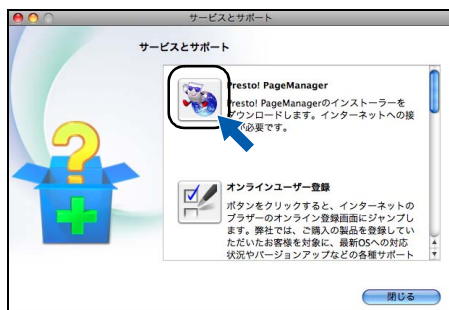 サービスとサポート
サービスとサポート
Presto! PageManager
Presto! PageManagerのインストーラーを
ダウンロードします。インターネットへの接
が必要です。
オンラインユーザー登録
ボタンをクリックすると、インターネットの
ブラザーのオンライン登録画面にジャンプし
ます。弊社では、ご購入の製品を登録してい
ただいたお客様を対象に、最新OSへの対応
状況やバージョンアップなどの各種サポート
閉じる